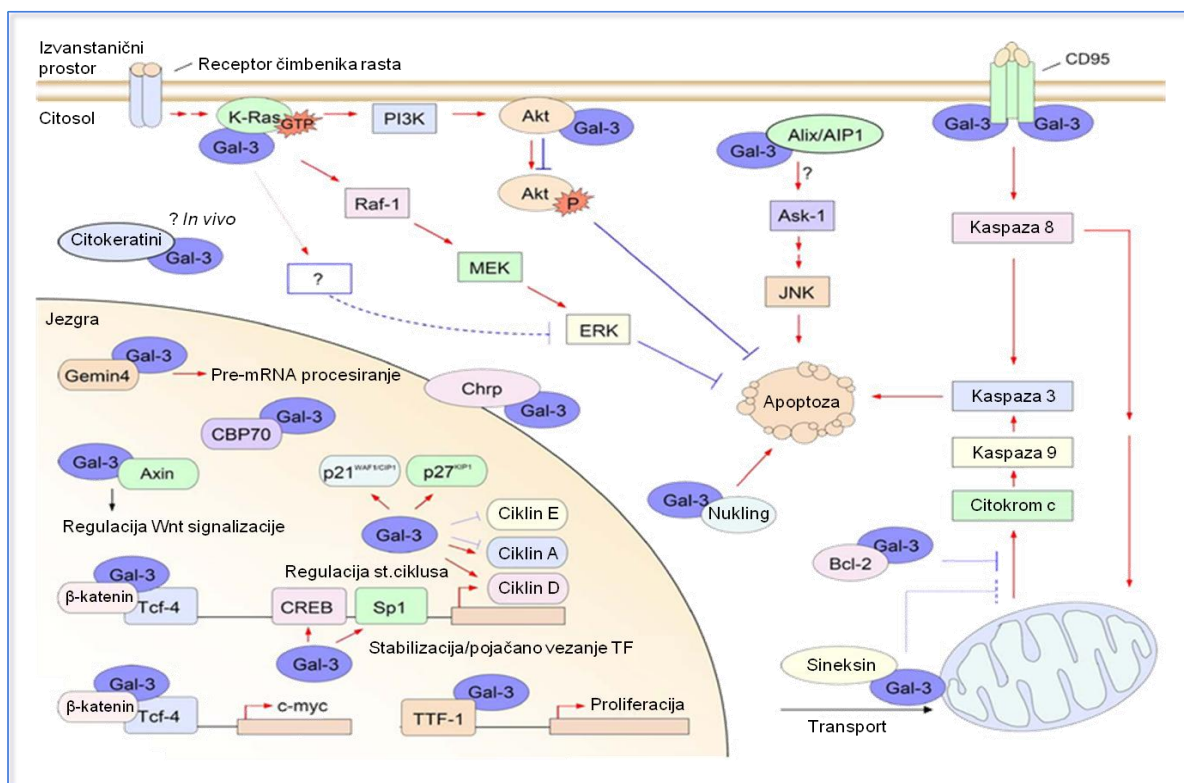 Izvanstanični
prostor
Receptor čimbenika rasta
CD95
Citosol
K-Ras
GTP
Gal-3
PI3K
Akt
Gal-3
Akt
P
Gal-3
Alix/AIP1
?
Ask-1
JNK
Gal-3
Gal-3
Kaspaza 8
Raf-1
MEK
ERK
? In vivo
Citokeratini
Gal-3
?
Jezgra
Gal-3
Gemin4
Pre-mRNA procesiranje
Chrp
Gal-3
Apoptoza
Kaspaza 3
Kaspaza 9
Citokrom c
Gal-3
CBP70
Gal-3
Axin
Regulacija Wnt signalizacije
p21WAF1/CIP1
p27KIP1
Gal-3
Ciklin E
Ciklin A
Ciklin D
Regulacija st.ciklusa
Gal-3
Nukling
Gal-3
Bcl-2
Gal-3
β-katenin
Tcf-4
CREB
Sp1
Gal-3
Stabilizacija/pojačano vezanje TF
Sineksin
Gal-3
Transport
Gal-3
β-katenin
Tcf-4
c-myc
Gal-3
TTF-1
Proliferacija